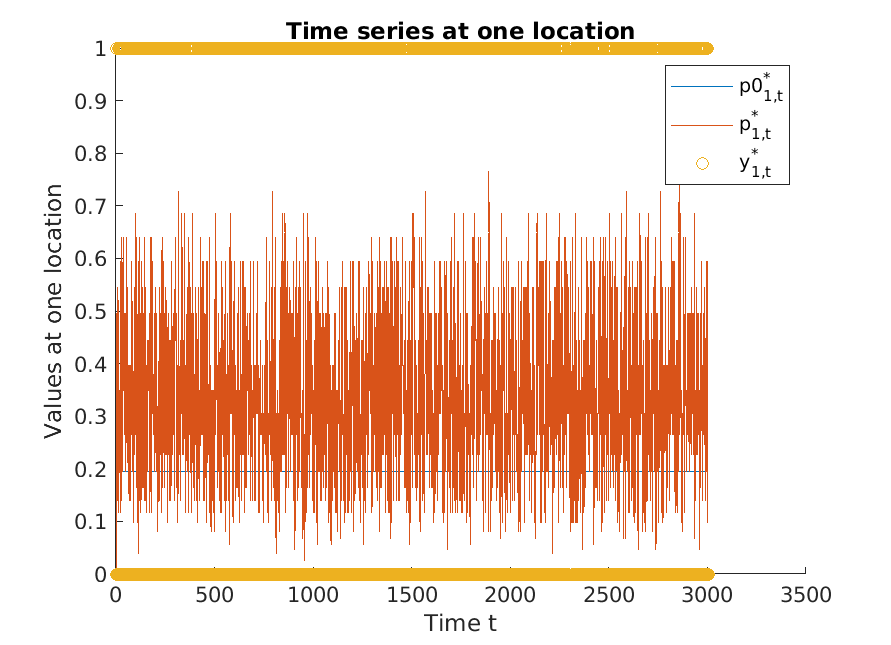 Time series at one location
p0*1,t
p*1,t
y*1,t
1
0.9
0.8
0.7
0.6
0.5
0.4
0.3
0.2
0.1
0
Values at one location
0 500 1000 1500 2000 2500 3000 3500
Time t